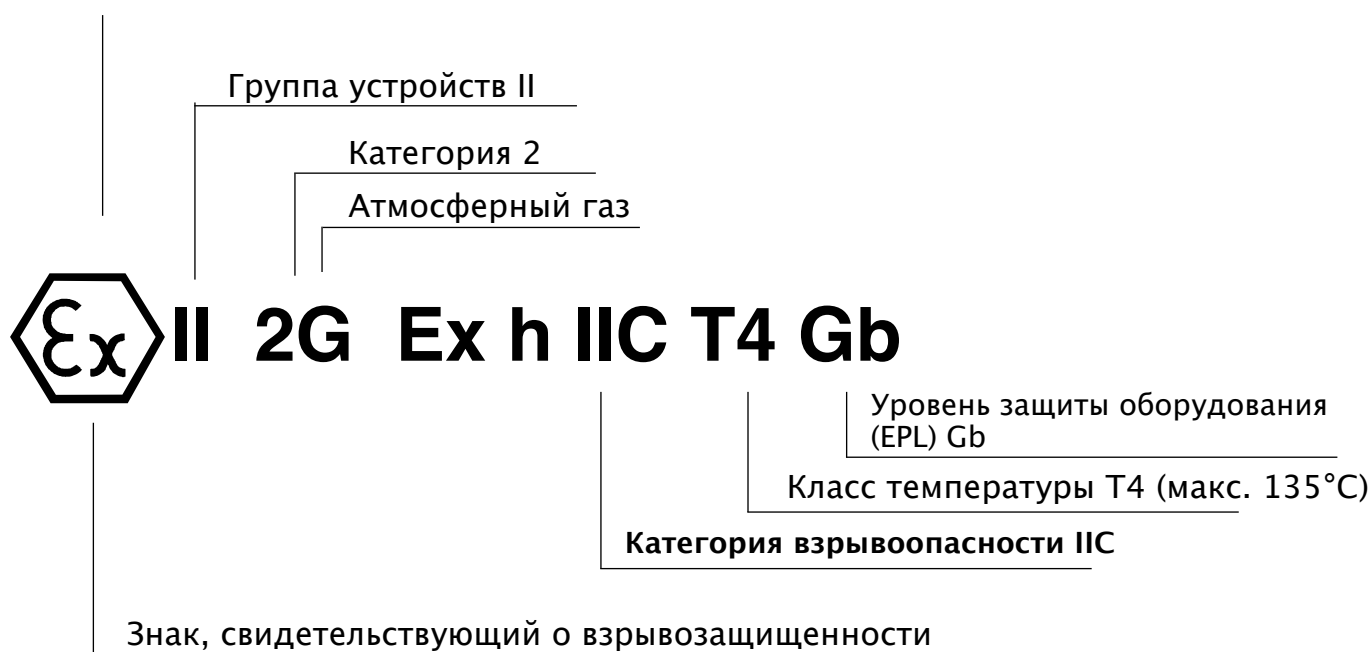 Группа устройств II
Категория 2
Атмосферный газ
Ex II 2G Ex h IIC T4 Gb
Уровень защиты оборудования
(EPL) Gb
Класс температуры T4 (макс. 135°C)
Категория взрывоопасности IIC
Знак, свидетельствующий о взрывозащищенности